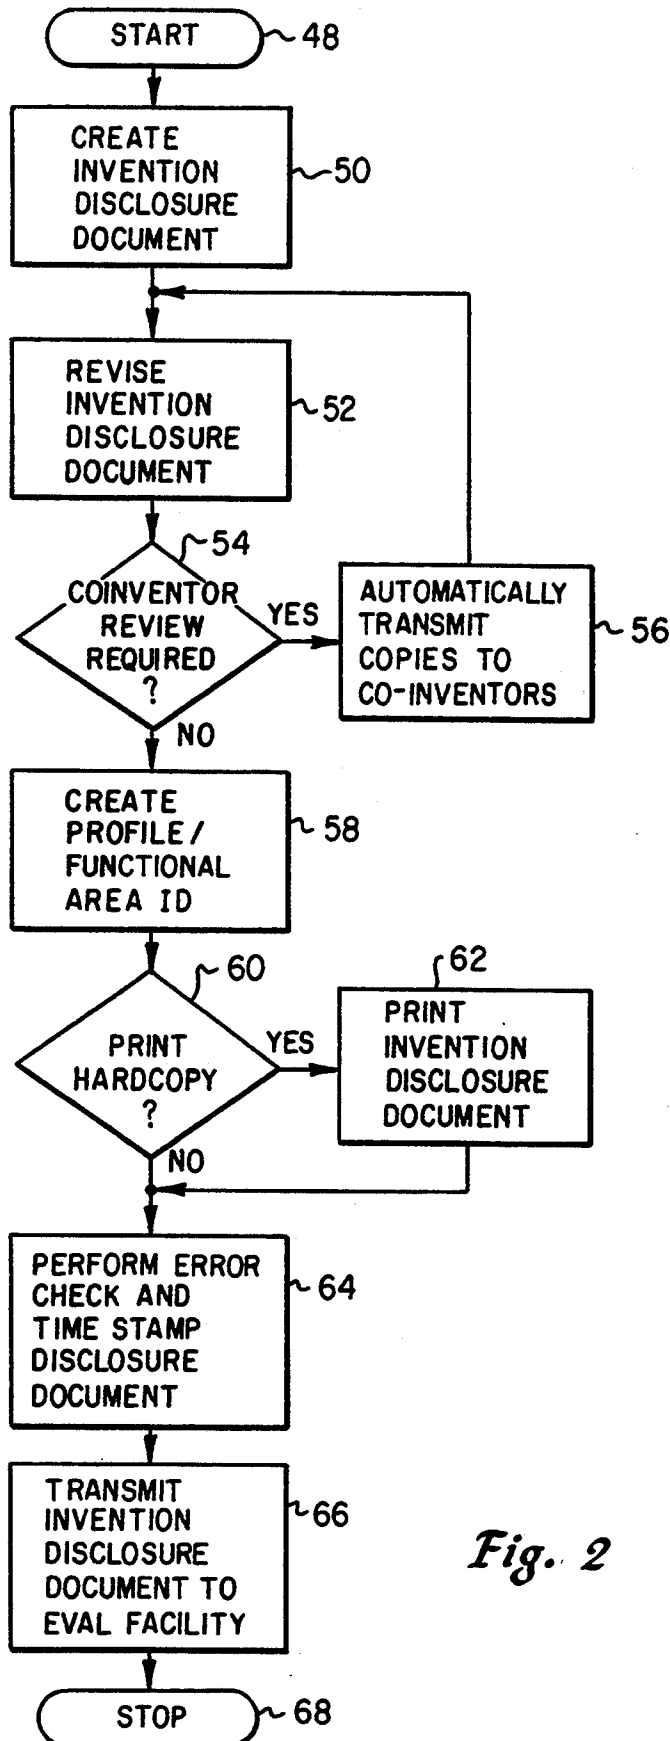 START
48
CREATE
INVENTION
DISCLOSURE
DOCUMENT
50
REVISE
INVENTION
DISCLOSURE
DOCUMENT
52
54
COINVENTOR
REVIEW
REQUIRED
?
YES
AUTOMATICALLY
TRANSMIT
COPIES TO
CO-INVENTORS
56
NO
CREATE
PROFILE/
FUNCTIONAL
AREA ID
58
60
PRINT
HARDCOPY
?
YES
62
PRINT
INVENTION
DISCLOSURE
DOCUMENT
NO
PERFORM ERROR
CHECK AND
TIME STAMP
DISCLOSURE
DOCUMENT
64
TRANSMIT
INVENTION
DISCLOSURE
DOCUMENT TO
EVAL FACILITY
66
Fig. 2
STOP
68